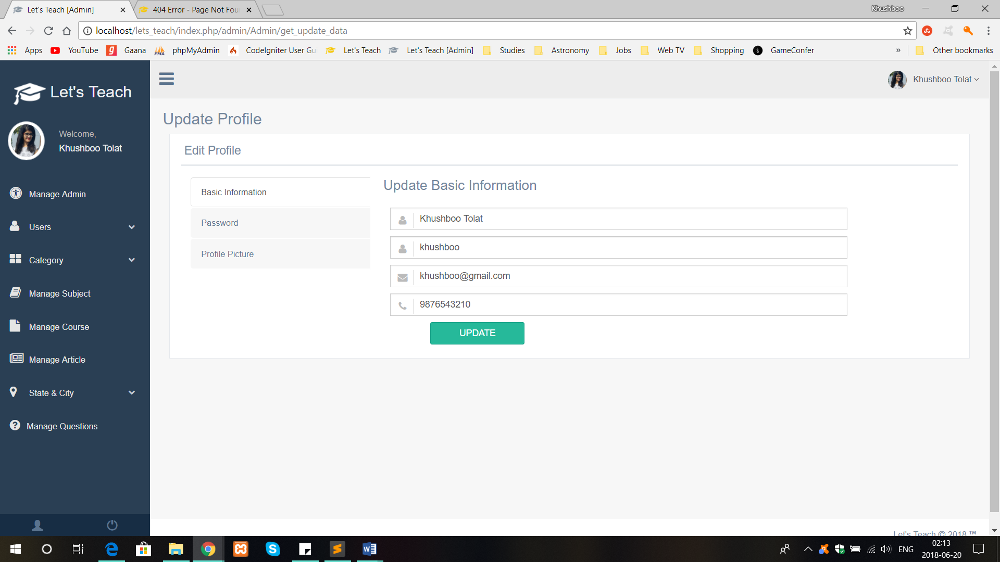 Let's Teach [Admin]
404 Error - Page Not Fou
Khushboo
localhost/lets_teach/index.php/admin/Admin/get_update_data
Apps
YouTube
Gaana
PMA
phpMyAdmin
CodeIgniter User Gu
Let's Teach
Let's Teach [Admin]
Studies
Astronomy
Jobs
Web TV
Shopping
GameConfer
»
Other bookmarks
Let's Teach
Khushboo Tolat
Welcome,
Khushboo Tolat
Manage Admin
Users
Category
Manage Subject
Manage Course
Manage Article
State & City
Manage Questions
Update Profile
Edit Profile
Basic Information
Password
Profile Picture
Update Basic Information
Khushboo Tolat
khushboo
khushboo@gmail.com
9876543210
UPDATE
Let's Teach © 2018 ™
ENG
02:13
2018-06-20